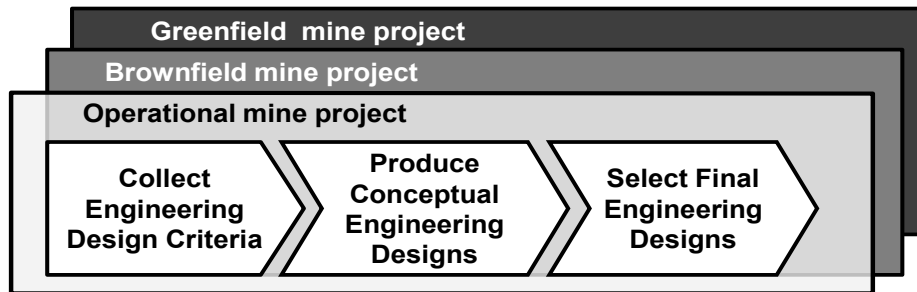 Greenfield  mine project
Brownfield mine project
Operational mine project
Collect
Engineering
Design Criteria
Produce
Conceptual
Engineering
Designs
Select Final
Engineering
Designs